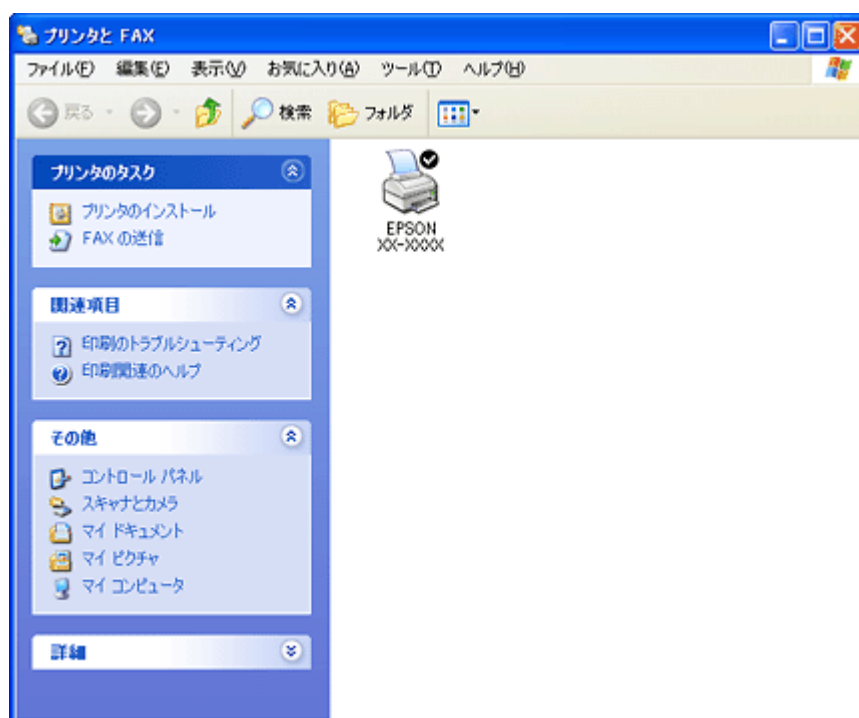 プリンタと FAX
ファイル(F) 編集(E) 表示(V) お気に入り(A) ツール(T) ヘルプ(H)
戻る 検索 フォルダ
プリンタのタスク
プリンタのインストール
FAX の送信
関連項目
印刷のトラブルシューティング
印刷関連のヘルプ
その他
コントロール パネル
スキャナとカメラ
マイ ドキュメント
マイ ピクチャ
マイ コンピュータ
詳細
EPSON
XX-XXXX